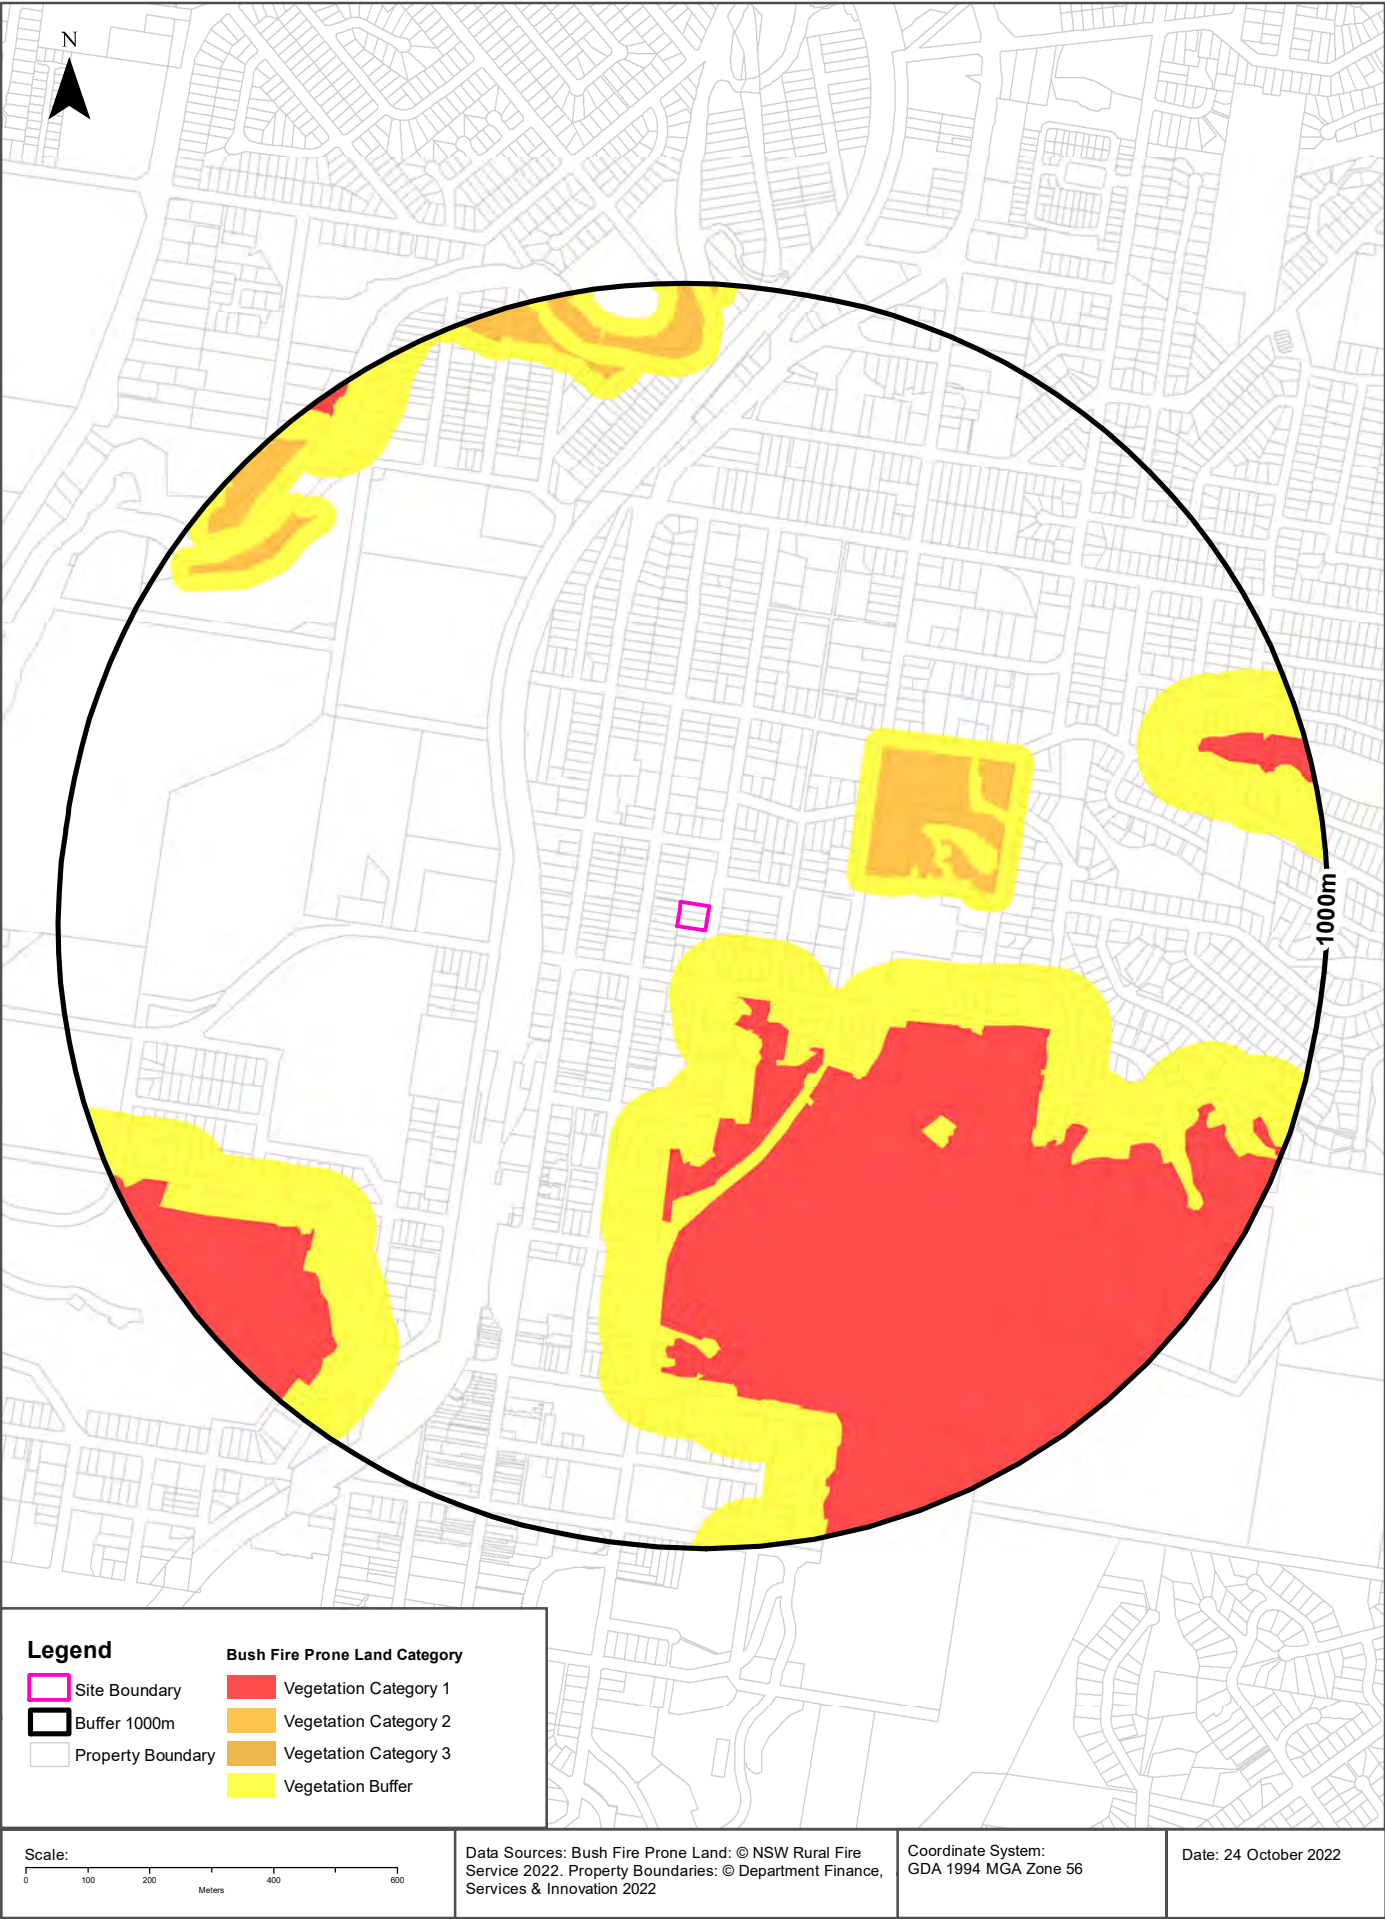 N
1000m
Legend
Site Boundary
Buffer 1000m
Property Boundary
Bush Fire Prone Land Category
Vegetation Category 1
Vegetation Category 2
Vegetation Category 3
Vegetation Buffer
Scale:
0 100 200 400 600
Meters
Data Sources: Bush Fire Prone Land: © NSW Rural Fire
Service 2022. Property Boundaries: © Department Finance,
Services & Innovation 2022
Coordinate System:
GDA 1994 MGA Zone 56
Date: 24 October 2022